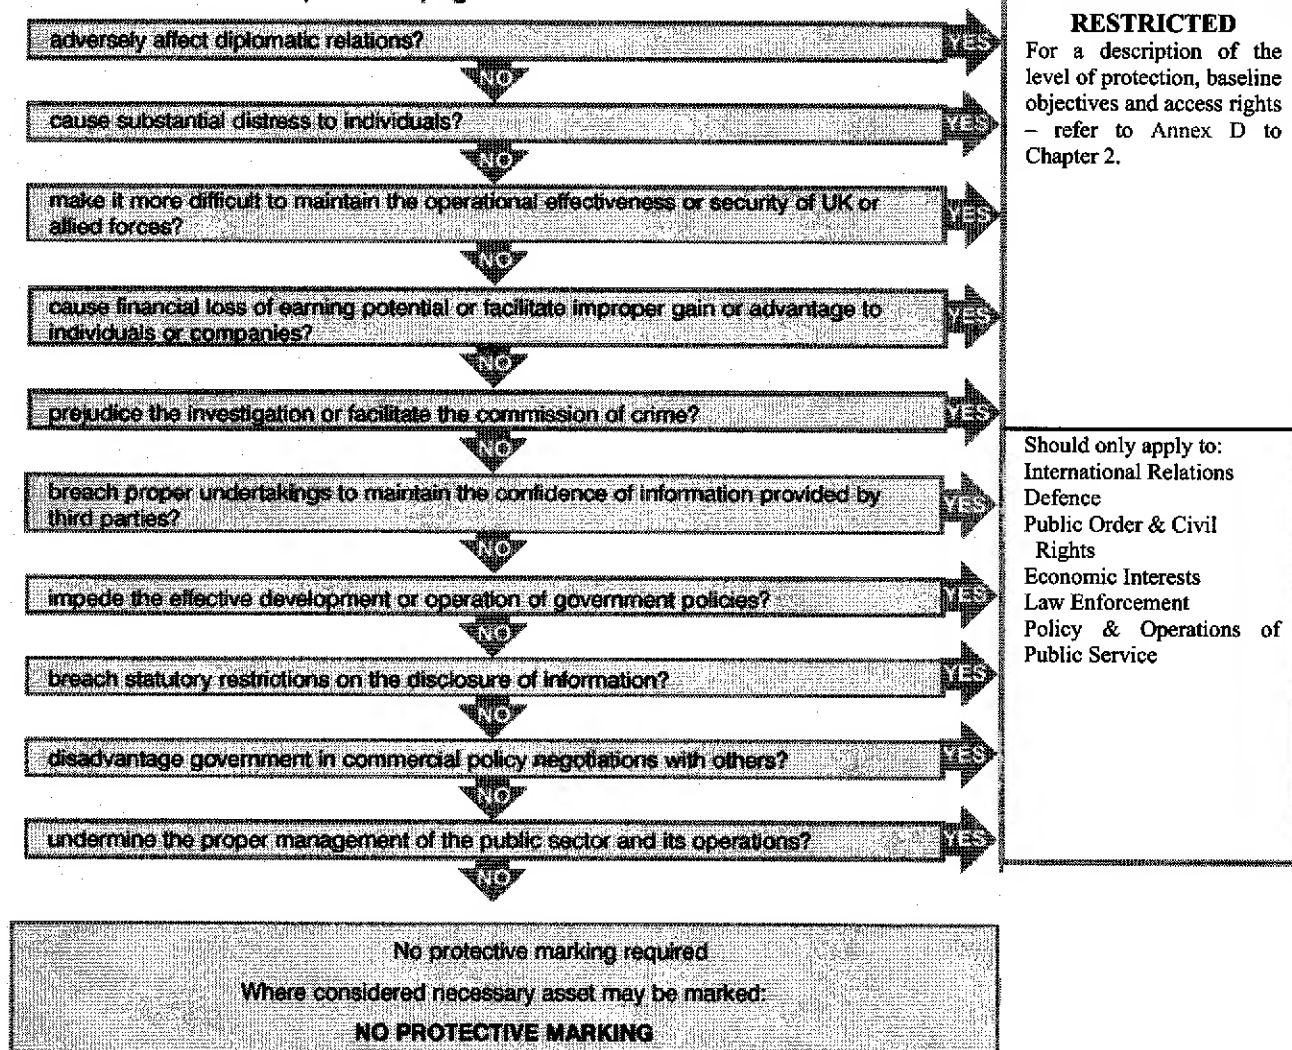 adversely affect diplomatic relations?
YES
NO
cause substantial distress to individuals?
YES
NO
make it more difficult to maintain the operational effectiveness or security of UK or
allied forces?
YES
NO
cause financial loss of earning potential or facilitate improper gain or advantage to
individuals or companies?
YES
NO
prejudice the investigation or facilitate the commission of crime?
YES
NO
breach proper undertakings to maintain the confidence of information provided by
third parties?
YES
NO
impede the effective development or operation of government policies?
YES
NO
breach statutory restrictions on the disclosure of information?
YES
NO
disadvantage government in commercial policy negotiations with others?
YES
NO
undermine the proper management of the public sector and its operations?
YES
NO
No protective marking required
Where considered necessary asset may be marked:
NO PROTECTIVE MARKING
RESTRICTED
For a description of the
level of protection, baseline
objectives and access rights
– refer to Annex D to
Chapter 2.
Should only apply to:
International Relations
Defence
Public Order & Civil
Rights
Economic Interests
Law Enforcement
Policy & Operations of
Public Service